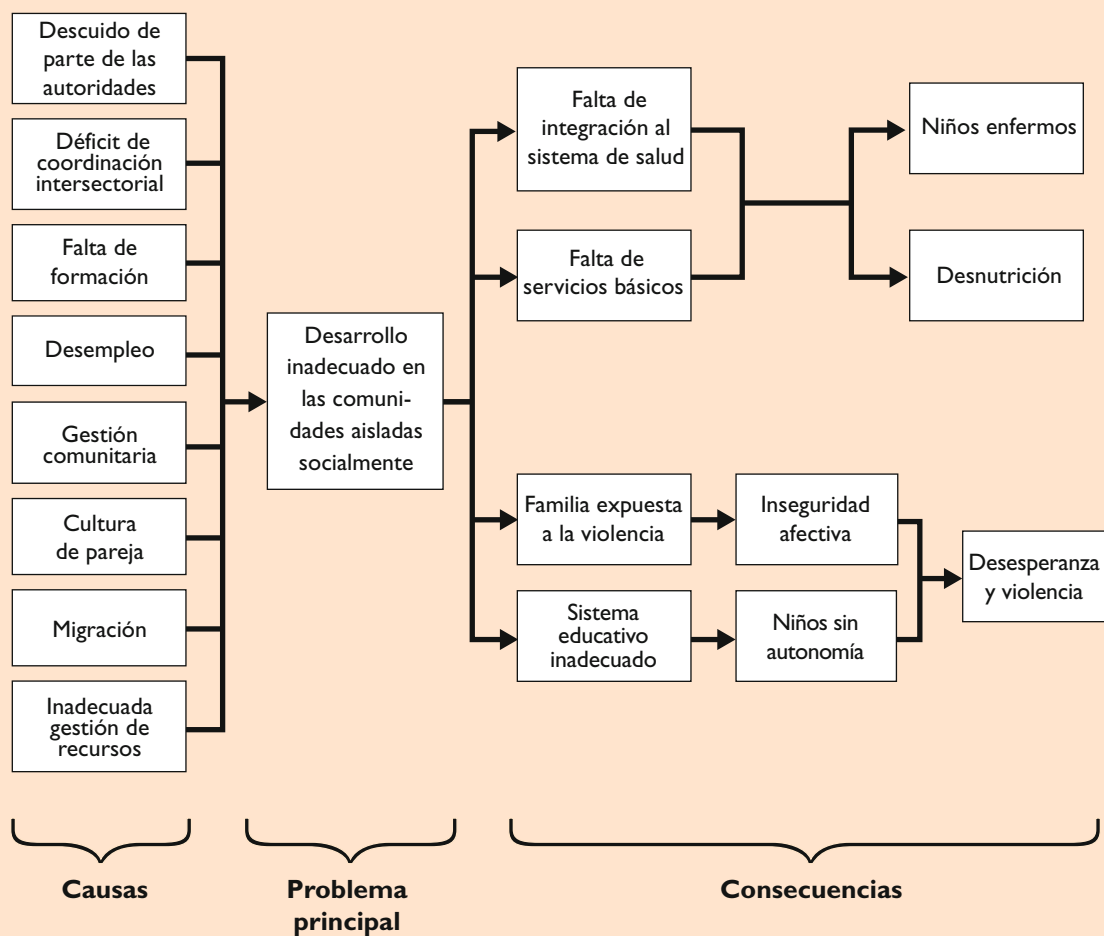 Descuido de
parte de las
autoridades
Déficit de
coordinación
intersectorial
Falta de
formación
Desempleo
Gestión
comunitaria
Cultura
de pareja
Migración
Inadecuada
gestión de
recursos
Desarrollo
inadecuado en
las comuni-
dades aisladas
socialmente
Falta de
integración al
sistema de salud
Falta de
servicios básicos
Niños enfermos
Desnutrición
Familia expuesta
a la violencia
Inseguridad
afectiva
Sistema
educativo
inadecuado
Niños sin
autonomía
Desesperanza
y violencia
Causas
Problema
principal
Consecuencias